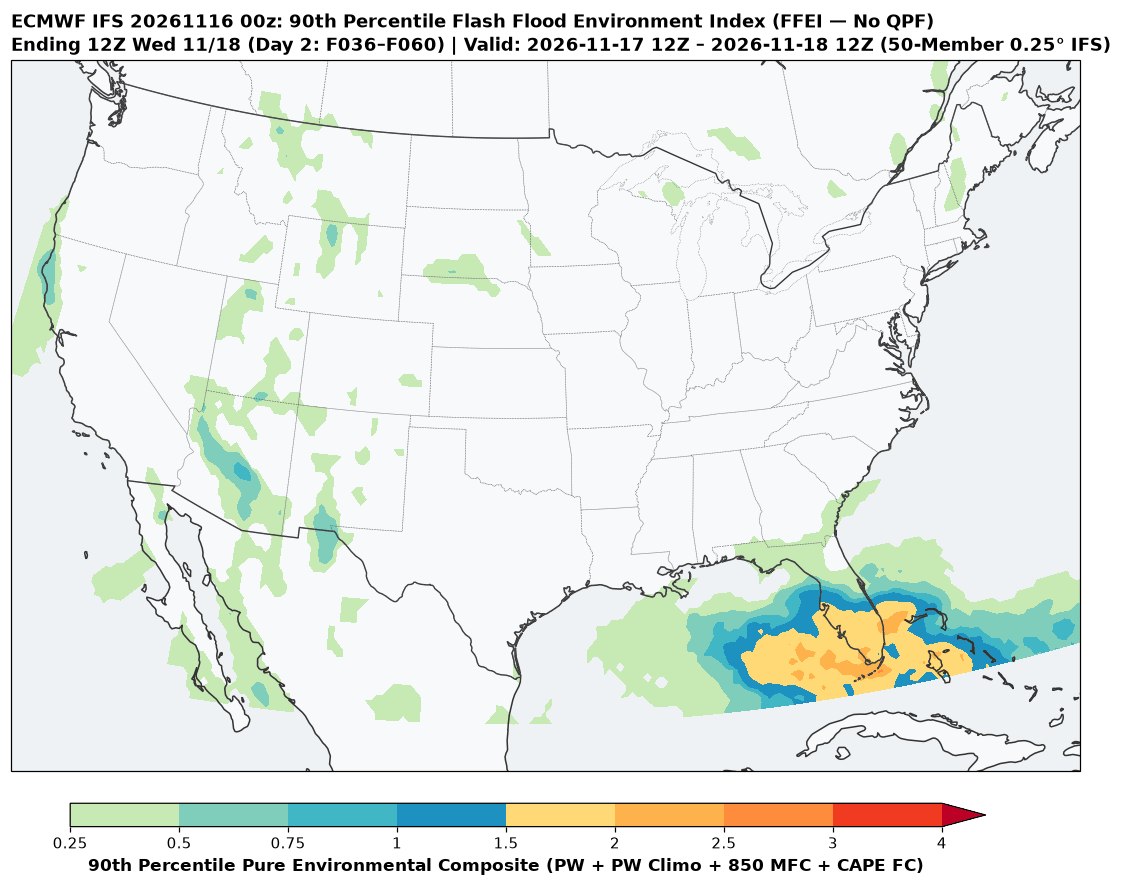 ECMWF IFS 20261116 00z: 90th Percentile Flash Flood Environment Index (FFEI — No QPF)
Ending 12Z Wed 11/18 (Day 2: F036–F060) | Valid: 2026-11-17 12Z – 2026-11-18 12Z (50-Member 0.25° IFS)
0.25 0.5 0.75 1 1.5 2 2.5 3 4
90th Percentile Pure Environmental Composite (PW + PW Climo + 850 MFC + CAPE FC)